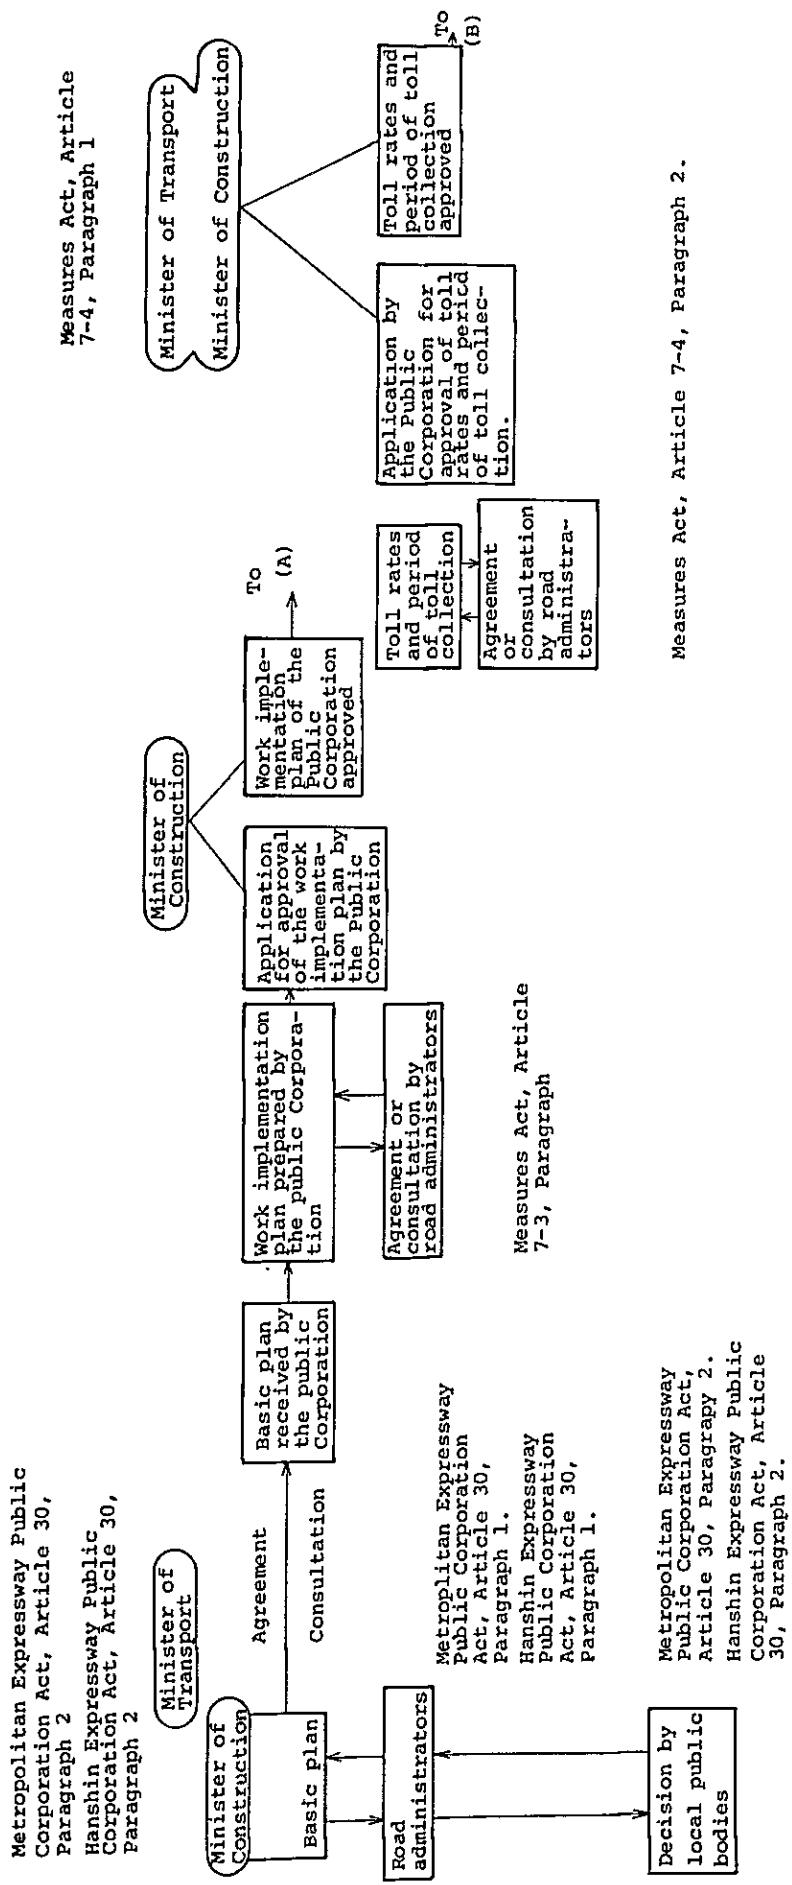 Metropolitan Expressway Public
Corporation Act, Article 30,
Paragraph 2
Hanshin Expressway Public
Corporation Act, Article 30,
Paragraph 2
Minister of
Transport
Minister of
Construction
Basic plan
Road
administrators
Decision by
local public
bodies
Agreement
Consultation
Metroplitan Expressway
Public Corporation
Act, Article 30,
Paragraph 1.
Hanshin Expressway
Public Corporation
Act, Article 30,
Paragraph 1.
Metropolitan Expressway
Public Corporation Act,
Article 30, Paragrapy 2.
Hanshin Expressway Public
Corporation Act, Article
30, Paragraph 2.
Basic plan
received by
the public
Corporation
Work implementation
plan prepared by
the public Corpora-
tion
Agreement or
consultation by
road administrators
Measures Act, Article
7-3, Paragraph
Minister of
Construction
Application
for approval
of the work
implementa-
tion plan by
the Public
Corporation
Work imple-
mentation
plan of the
Public
Corporation
approved
To
(A)
Toll rates
and period
of toll
collection
Agreement
or
consultation
by road
administra-
tors
Measures Act, Article
7-4, Paragraph 1
Minister of Transport
Minister of Construction
Application by
the Public
Corporation for
approval of toll
rates and period
of toll collec-
tion.
Toll rates and
period of toll
collection
approved
To
(B)
Measures Act, Article 7-4, Paragraph 2.